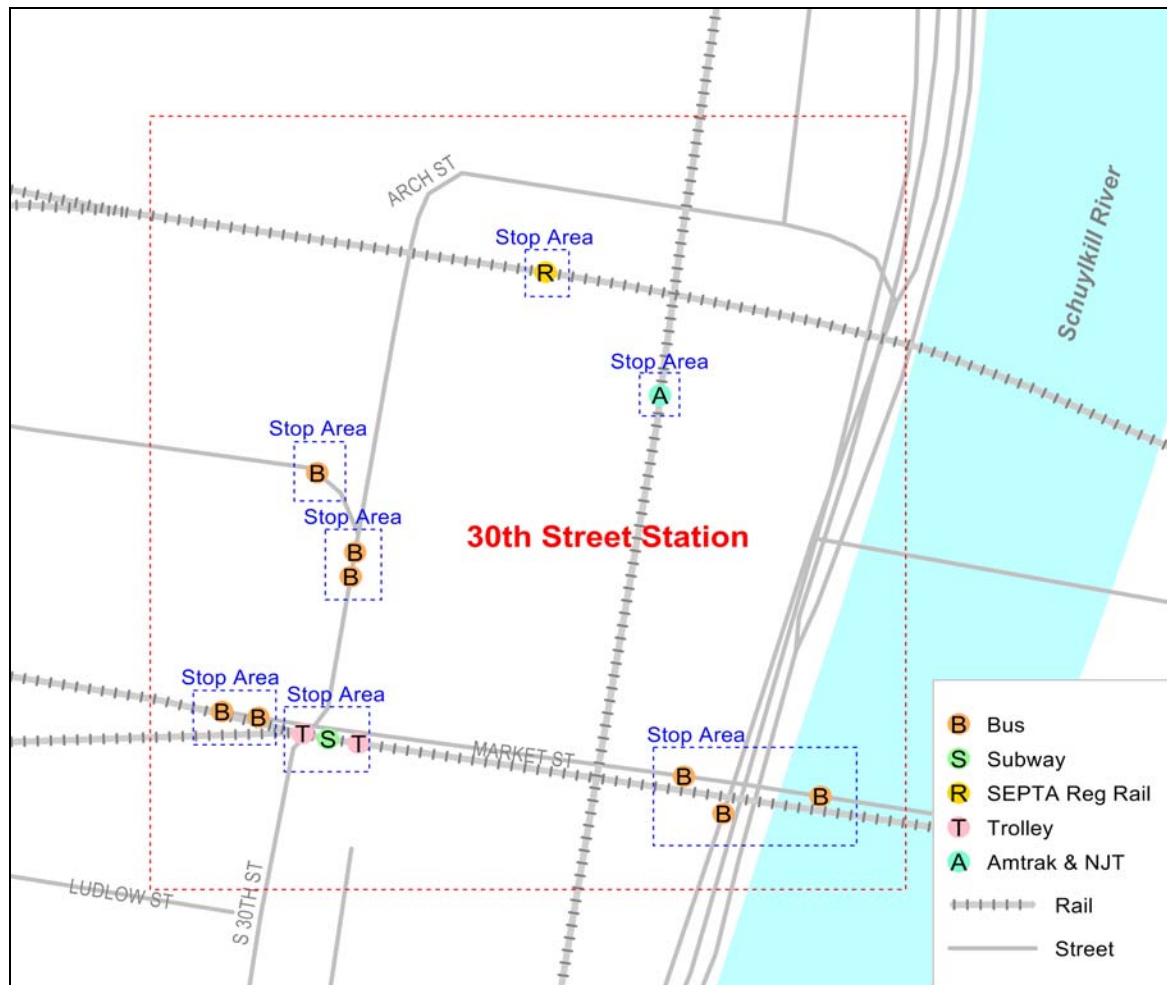 ARCH ST
Schuylkill River
Stop Area
R
Stop Area
A
Stop Area
B
Stop Area
B
B
30th Street Station
Stop Area
B
B
Stop Area
T
S
T
MARKET ST
Stop Area
B
B
B
LUDLOW ST
S 30TH ST
B Bus
S Subway
R SEPTA Reg Rail
T Trolley
A Amtrak & NJT
Rail
Street